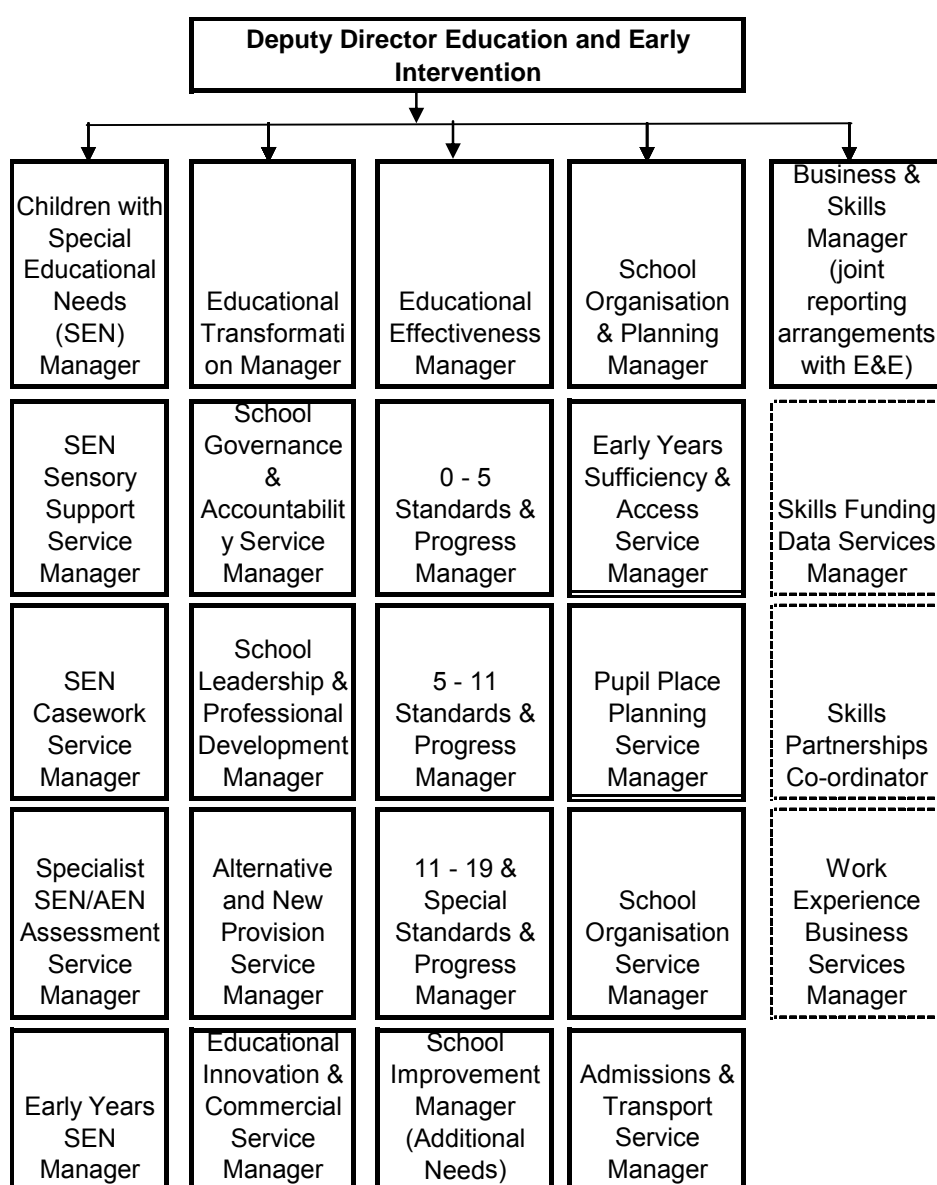 Deputy Director Education and Early
Intervention
Children with
Special
Educational
Needs
(SEN)
Manager
Educational
Transformati
on Manager
Educational
Effectiveness
Manager
School
Organisation
& Planning
Manager
Business &
Skills
Manager
(joint
reporting
arrangements
with E&E)
SEN
Sensory
Support
Service
Manager
School
Governance
&
Accountabilit
y Service
Manager
0 - 5
Standards &
Progress
Manager
Early Years
Sufficiency &
Access
Service
Manager
Skills Funding
Data Services
Manager
SEN
Casework
Service
Manager
School
Leadership &
Professional
Development
Manager
5 - 11
Standards &
Progress
Manager
Pupil Place
Planning
Service
Manager
Skills
Partnerships
Co-ordinator
Specialist
SEN/AEN
Assessment
Service
Manager
Alternative
and New
Provision
Service
Manager
11 - 19 &
Special
Standards &
Progress
Manager
School
Organisation
Service
Manager
Work
Experience
Business
Services
Manager
Early Years
SEN
Manager
Educational
Innovation &
Commercial
Service
Manager
School
Improvement
Manager
(Additional
Needs)
Admissions &
Transport
Service
Manager